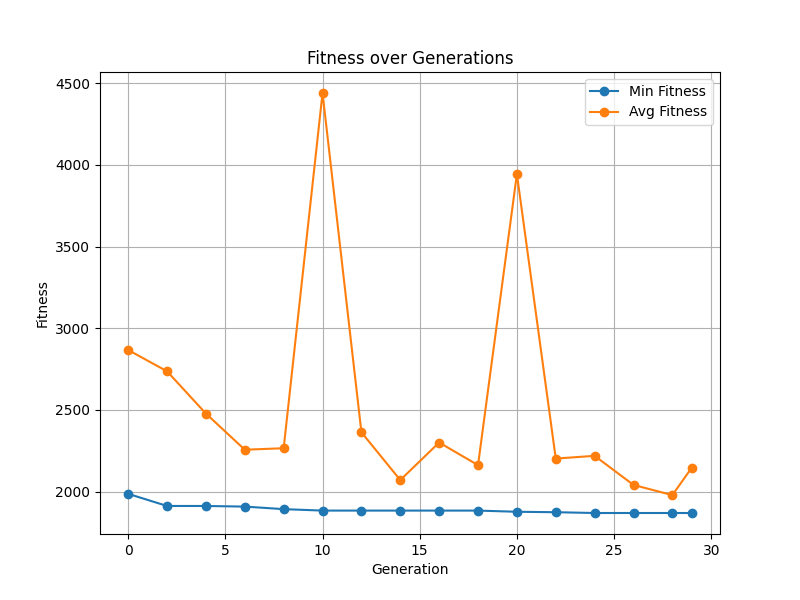 Fitness over Generations
Min Fitness
Avg Fitness
4500
4000
3500
3000
2500
2000
Fitness
0 5 10 15 20 25 30
Generation